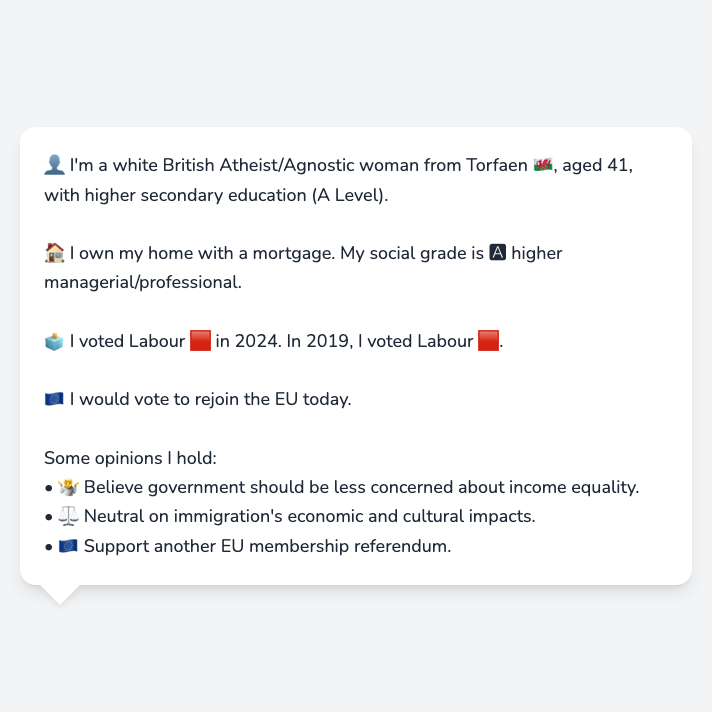 👤 I'm a white British Atheist/Agnostic woman from Torfaen 🏴󠁧󠁢󠁷󠁬󠁳󠁿, aged 41,
with higher secondary education (A Level).
🏠 I own my home with a mortgage. My social grade is 🅰 higher
managerial/professional.
🗳️ I voted Labour 🟥 in 2024. In 2019, I voted Labour 🟥.
🇪🇺 I would vote to rejoin the EU today.
Some opinions I hold:
• 🤷 Believe government should be less concerned about income equality.
• ⚖️ Neutral on immigration's economic and cultural impacts.
• 🇪🇺 Support another EU membership referendum.